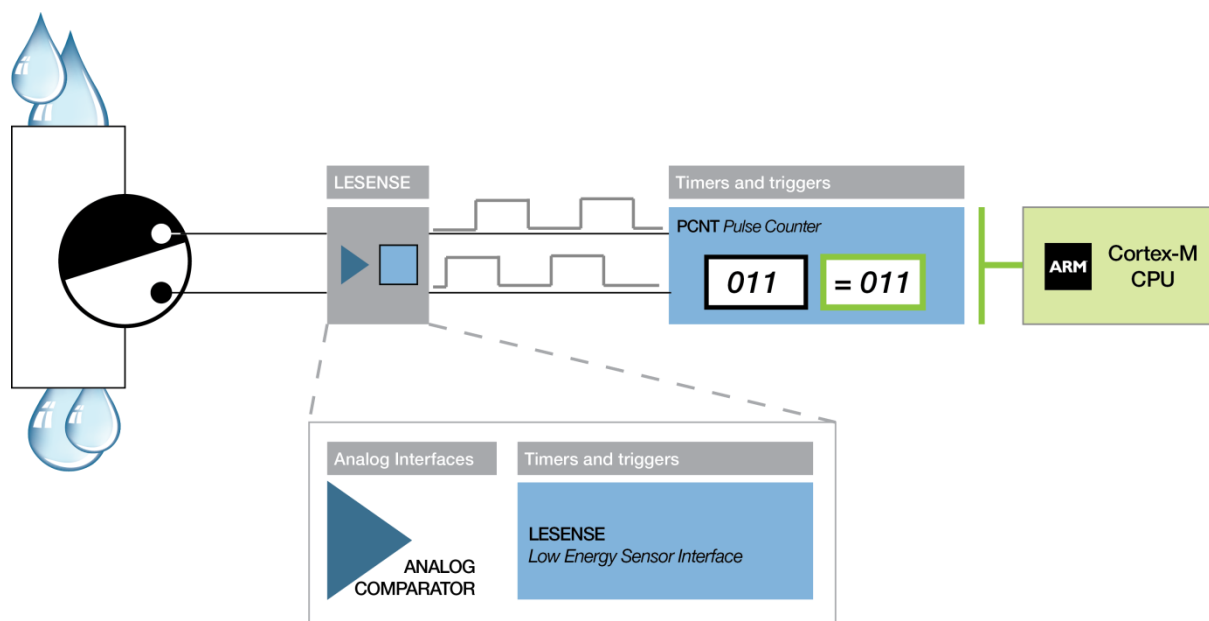 LESENSE
Timers and triggers
PCNT Pulse Counter
011
= 011
ARM
Cortex-M
CPU
Analog Interfaces
Timers and triggers
LESENSE
Low Energy Sensor Interface
ANALOG
COMPARATOR